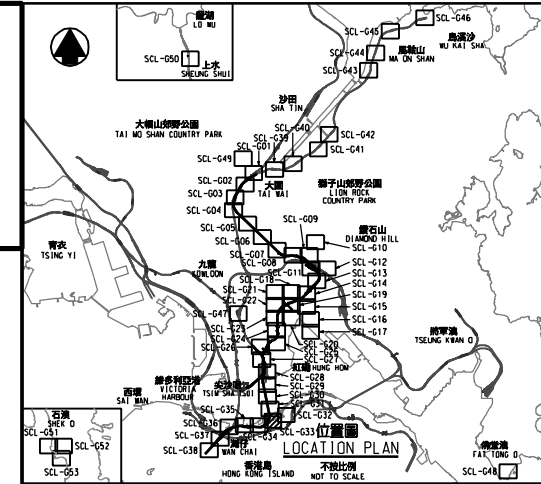 羅湖
LO WU
SCL-G50
上水
SHEUNG SHUI
SCL-G46
SCL-G45
烏溪沙
WU KAI SHA
SCL-G44
馬鞍山
MA ON SHAN
SCL-G43
沙田
SHA TIN
大帽山郊野公園
TAI MO SHAN COUNTRY PARK
SCL-G40
SCL-G39
SCL-G42
SCL-G01
SCL-G41
SCL-G49
大圍
TAI WAI
獅子山郊野公園
LION ROCK
COUNTRY PARK
SCL-G02
SCL-G03
SCL-G04
SCL-G05
SCL-G06
SCL-G07
SCL-G08
SCL-G09
鑽石山
DIAMOND HILL
SCL-G10
SCL-G11
SCL-G12
SCL-G13
SCL-G14
SCL-G19
SCL-G15
SCL-G16
SCL-G17
青衣
TSING YI
九龍
KOWLOON
SCL-G18
SCL-G21
SCL-G22
SCL-G47
SCL-G23
SCL-G24
SCL-G26
SCL-G20
SCL-G27
將軍澳
TSEUNG KWAN O
紅磡
HUNG HOM
SCL-G28
SCL-G29
SCL-G30
SCL-G32
SCL-G33
SCL-G34
SCL-G35
SCL-G36
SCL-G37
SCL-G38
西環
SAI WAN
維多利亞港
VICTORIA
HARBOUR
尖沙咀
TSIM SHA TSUI
灣仔
WAN CHAI
香港島
HONG KONG ISLAND
石澳
SHEK O
SCL-G51
SCL-G52
SCL-G53
佛堂澳
FAT TONG O
SCL-G48
位置圖
LOCATION PLAN
不按比例
NOT TO SCALE